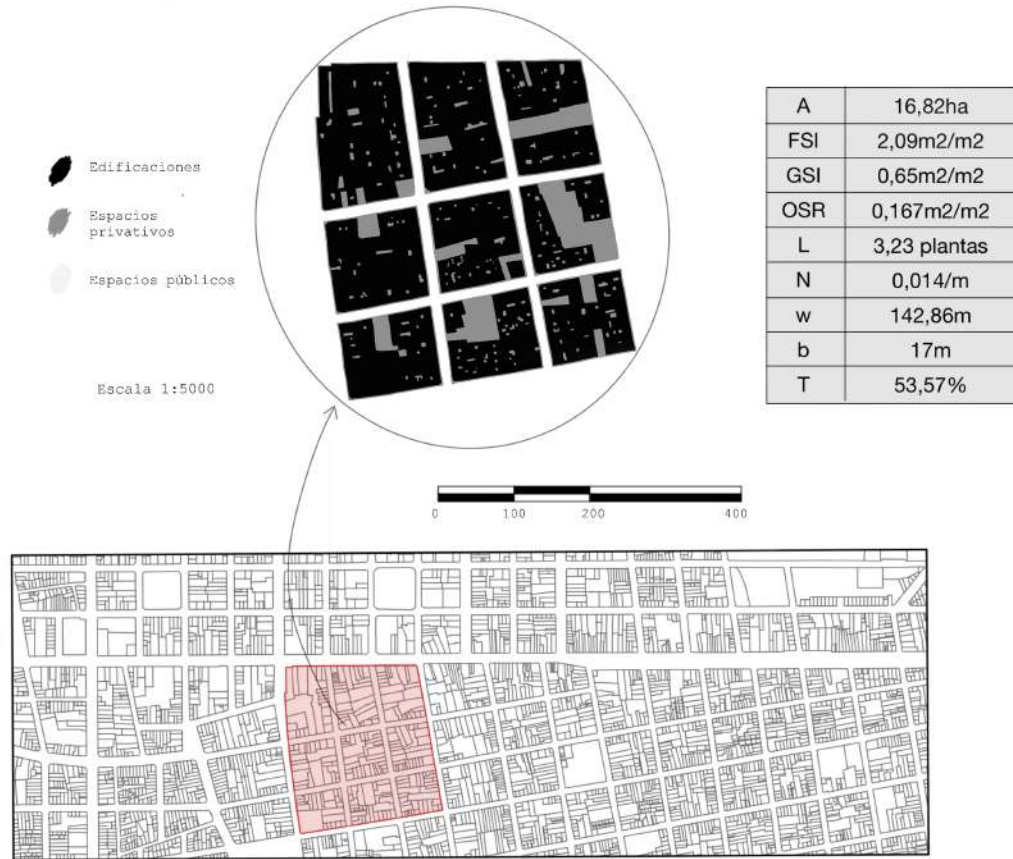 Edificaciones
Espacios
privativos
Espacios públicos
Escala 1:5000
A 16,82ha
FSI 2,09m2/m2
GSI 0,65m2/m2
OSR 0,167m2/m2
L 3,23 plantas
N 0,014/m
w 142,86m
b 17m
T 53,57%
0 100 200 400